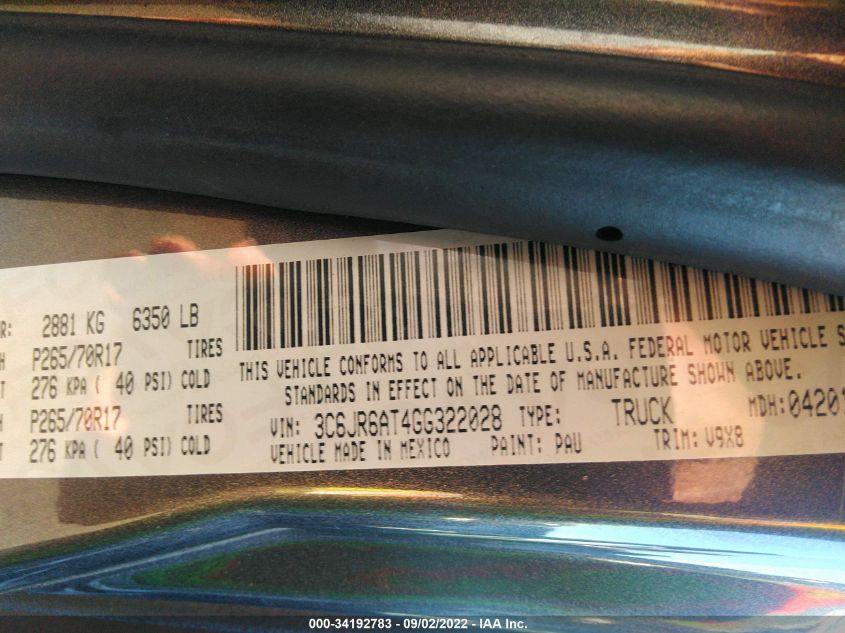 R: 2881 KG 6350 LB
H P265/70R17 TIRES
T 276 KPA ( 40 PSI) COLD
H P265/70R17 TIRES
T 276 KPA ( 40 PSI) COLD
THIS VEHICLE CONFORMS TO ALL APPLICABLE U.S.A. FEDERAL MOTOR VEHICLE S
STANDARDS IN EFFECT ON THE DATE OF MANUFACTURE SHOWN ABOVE.
VIN: 3C6JR6AT4GG322028 TYPE: TRUCK MDH:04201
VEHICLE MADE IN MEXICO PAINT: PAU TRIM: V9X8
000-34192783 - 09/02/2022 - IAA Inc.